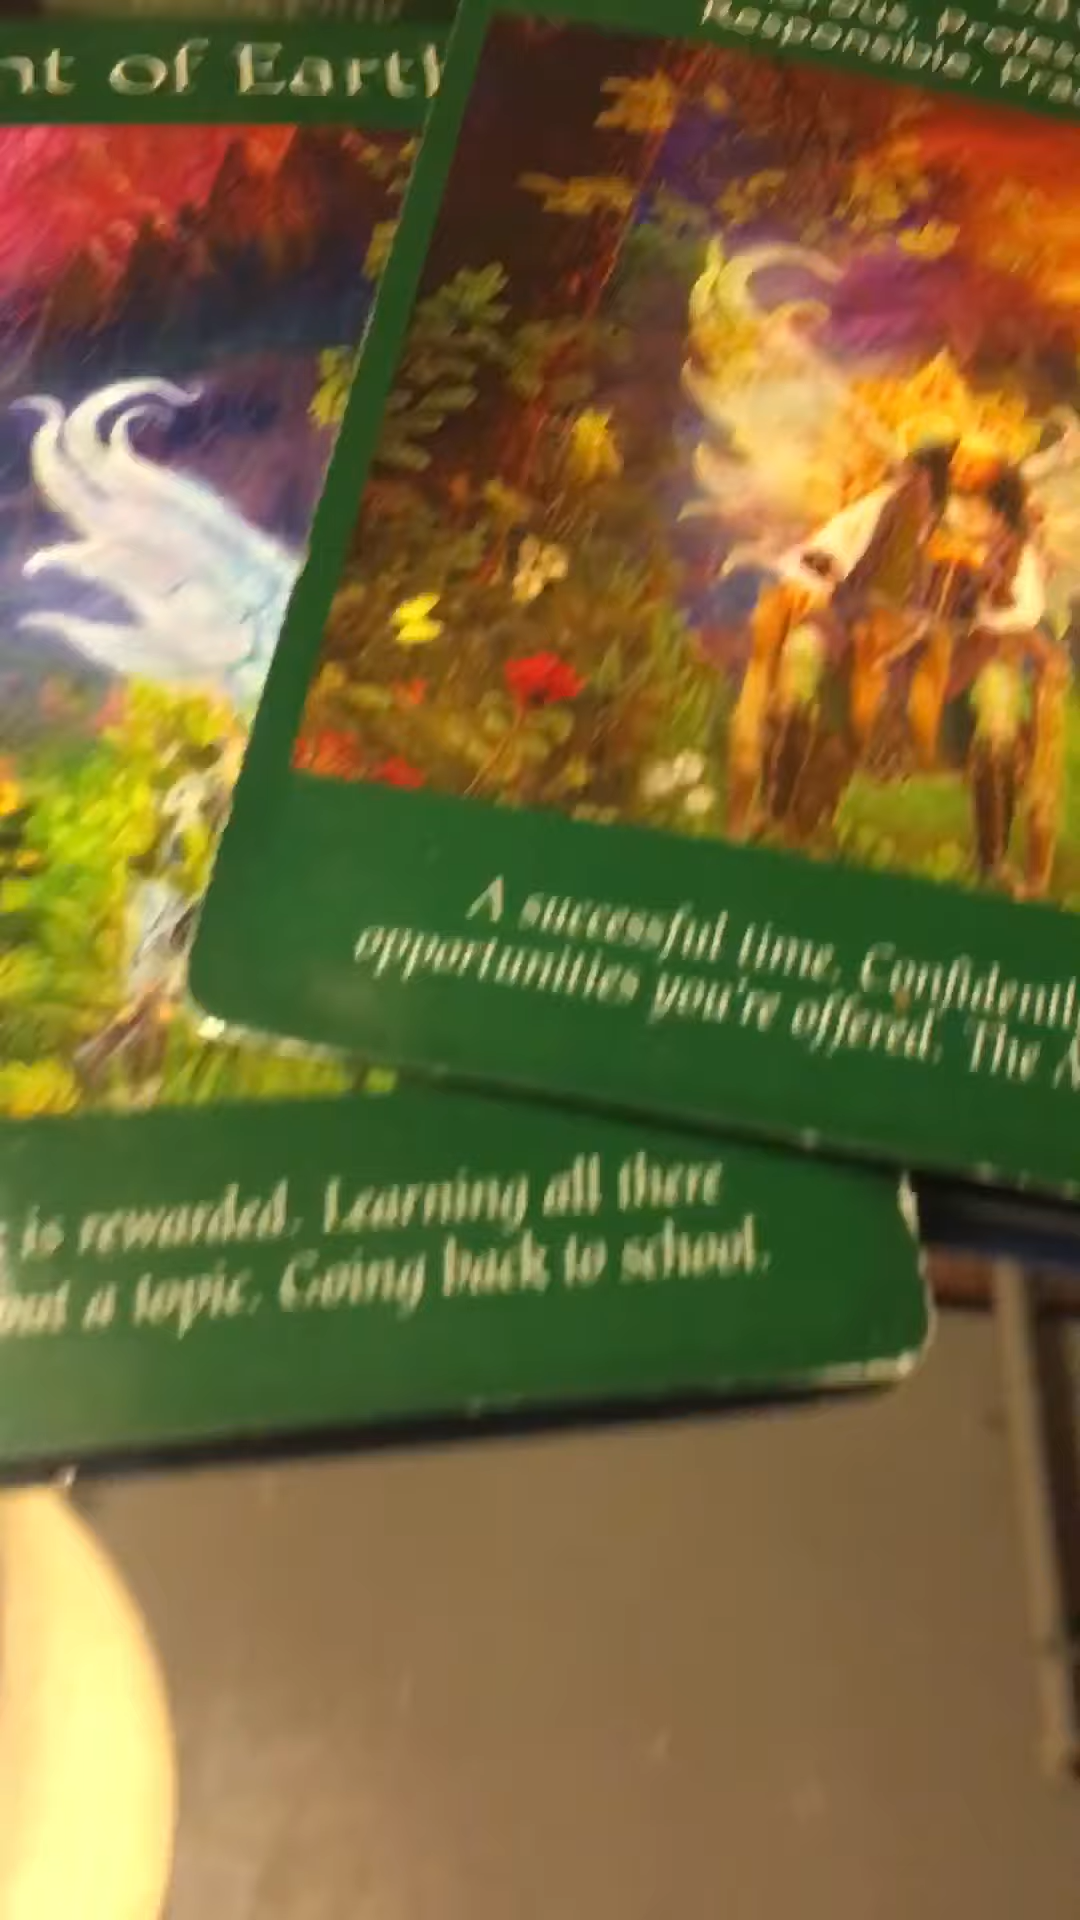 nt of Earth
is rewarded. Learning all there
out a topic. Going back to school.
Responsible, Pra
A successful time. Confidently
opportunities you're offered. The A